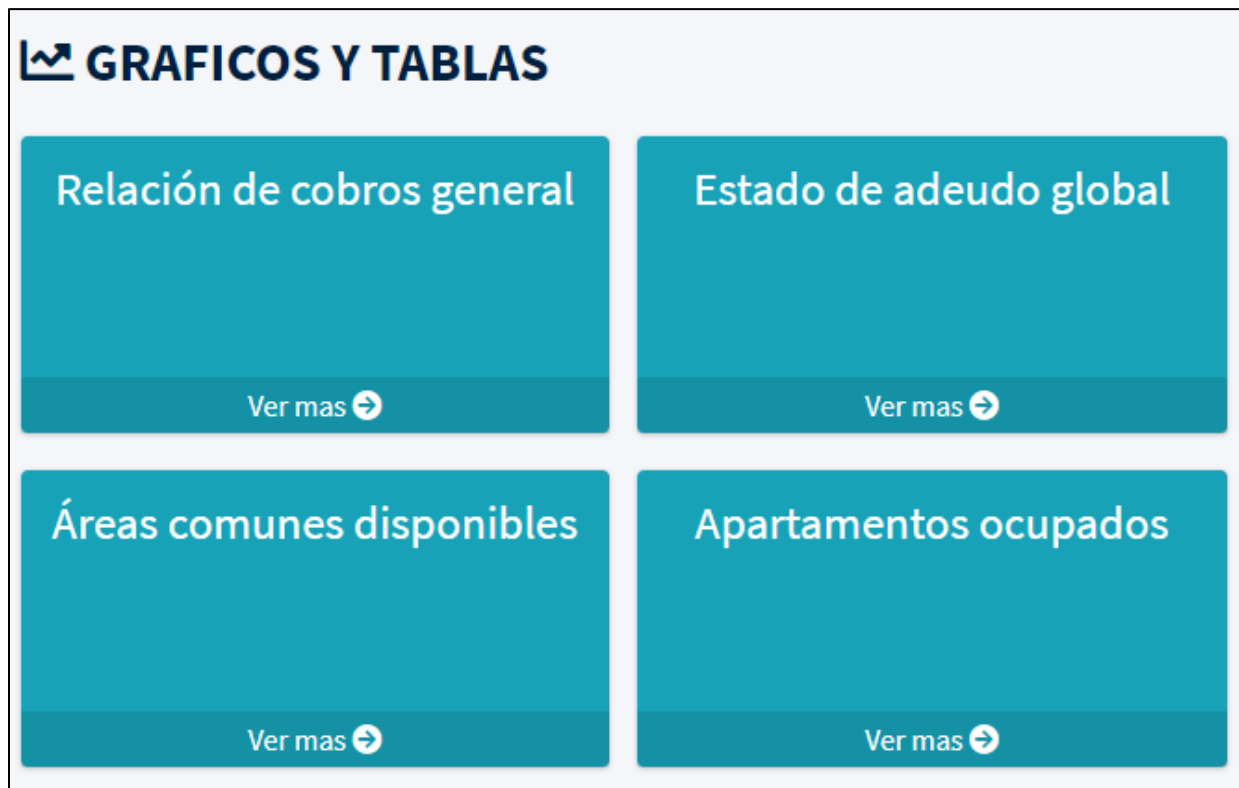 GRAFICOS Y TABLAS
Relación de cobros general
Ver mas
Estado de adeudo global
Ver mas
Áreas comunes disponibles
Ver mas
Apartamentos ocupados
Ver mas